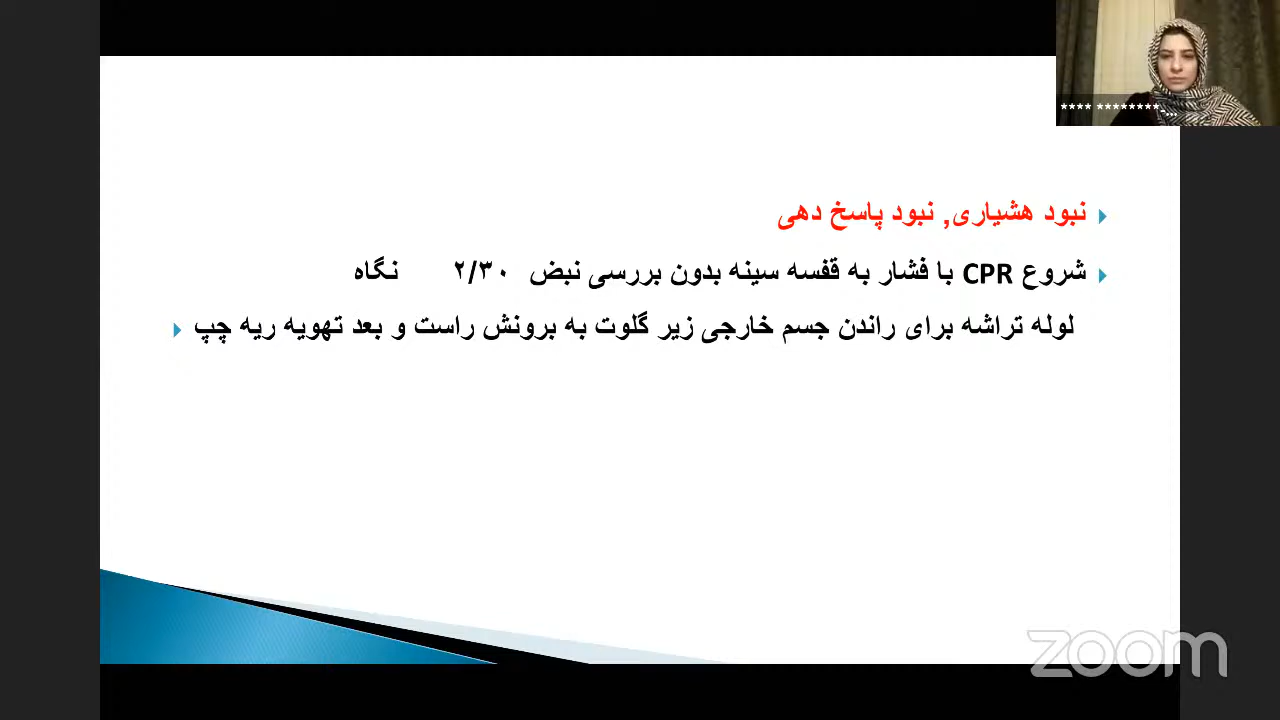 **** ********-...
نبود هشیاری, نبود پاسخ دهی
شروع CPR با فشار به قفسه سینه بدون بررسی نبض ۲/۳۰ نگاه
لوله تراشه برای راندن جسم خارجی زیر گلوت به برونش راست و بعد تهویه ریه چپ
zoom